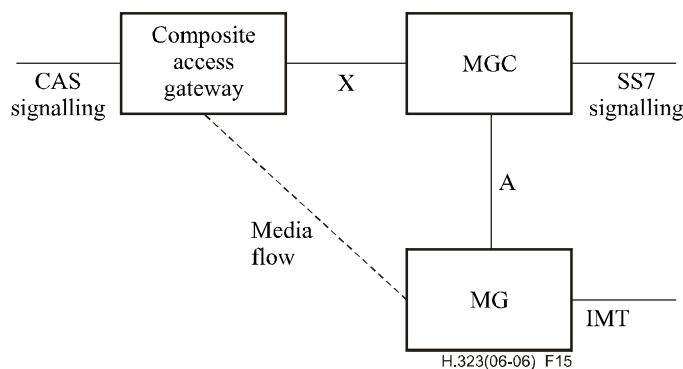 Composite
access
gateway
MGC
CAS
signalling
X
SS7
signalling
A
Media
flow
MG
IMT
H.323(06-06) F15